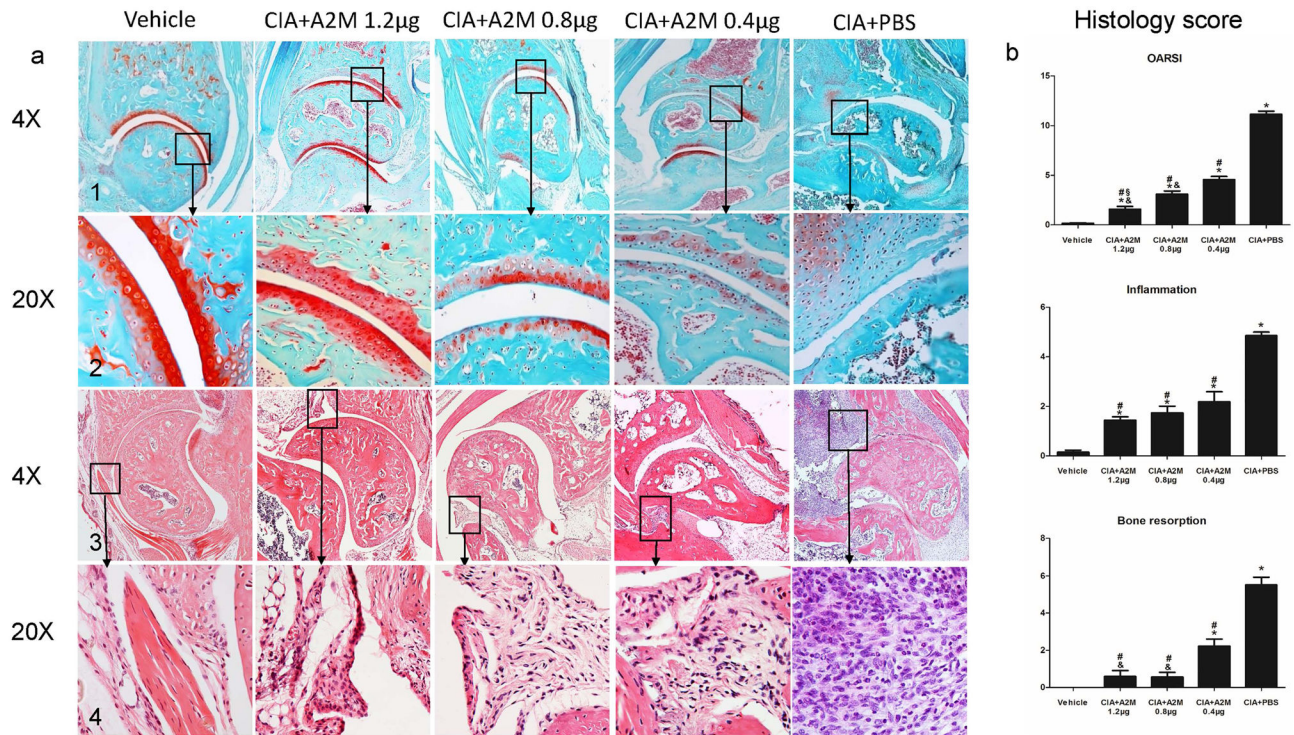 Vehicle CIA+A2M 1.2µg CIA+A2M 0.8µg CIA+A2M 0.4µg CIA+PBS
a
4X
1
20X
2
4X
3
20X
4
Histology score
b
OARSI
15
10
5
0
*
#
*
#
*&
#§
*&
Vehicle CIA+A2M 1.2µg CIA+A2M 0.8µg CIA+A2M 0.4µg CIA+PBS
Inflammation
6
4
2
0
#
*
#
*
#
*
*
Vehicle CIA+A2M 1.2µg CIA+A2M 0.8µg CIA+A2M 0.4µg CIA+PBS
Bone resorption
8
6
4
2
0
#
&
#
&
#
*
*
Vehicle CIA+A2M 1.2µg CIA+A2M 0.8µg CIA+A2M 0.4µg CIA+PBS